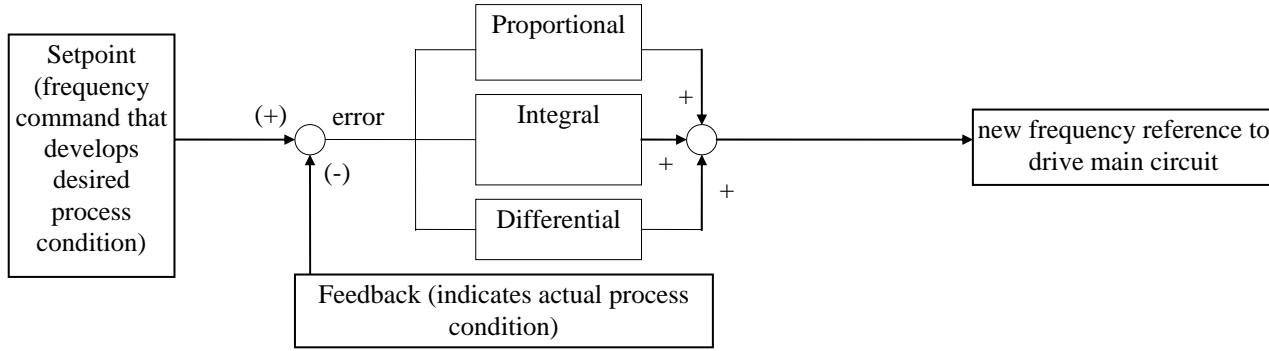 Setpoint
(frequency
command that
develops
desired
process
condition)
(+)
error
(-)
Proportional
Integral
Differential
+
+
+
new frequency reference to
drive main circuit
Feedback (indicates actual process
condition)